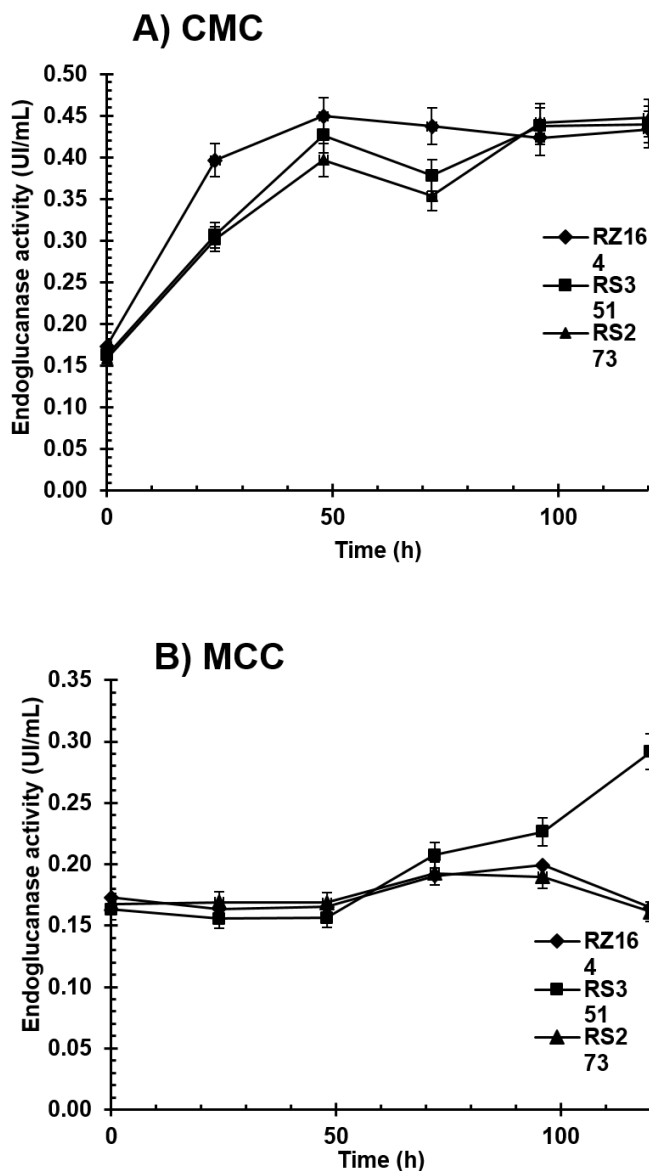 A) CMC
Endoglucanase activity (UI/mL)
0.50
0.45
0.40
0.35
0.30
0.25
0.20
0.15
0.10
0.05
0.00
RZ16
4
RS3
51
RS2
73
0
50
100
Time (h)
B) MCC
Endoglucanase activity (UI/mL)
0.35
0.30
0.25
0.20
0.15
0.10
0.05
0.00
RZ16
4
RS3
51
RS2
73
0
50
100
Time (h)